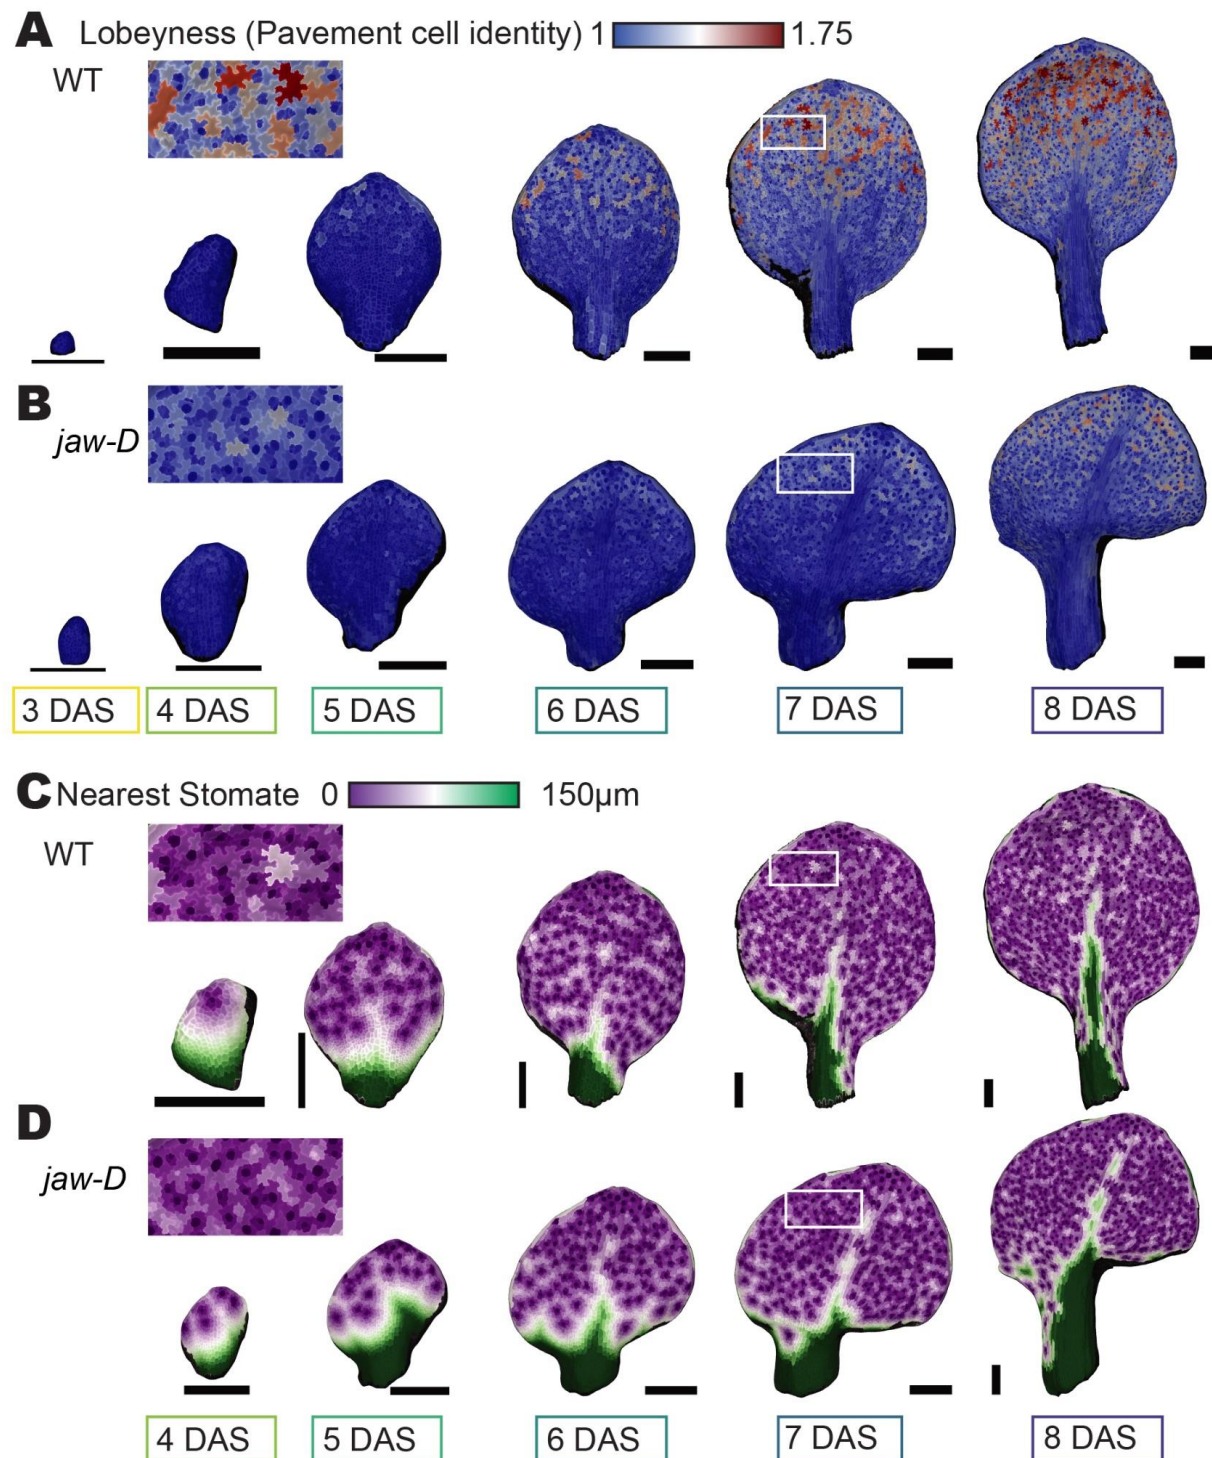 A Lobeyness (Pavement cell identity) 1 1.75
WT
B
jaw-D
3 DAS 4 DAS 5 DAS 6 DAS 7 DAS 8 DAS
C Nearest Stomate 0 150μm
WT
D
jaw-D
4 DAS 5 DAS 6 DAS 7 DAS 8 DAS